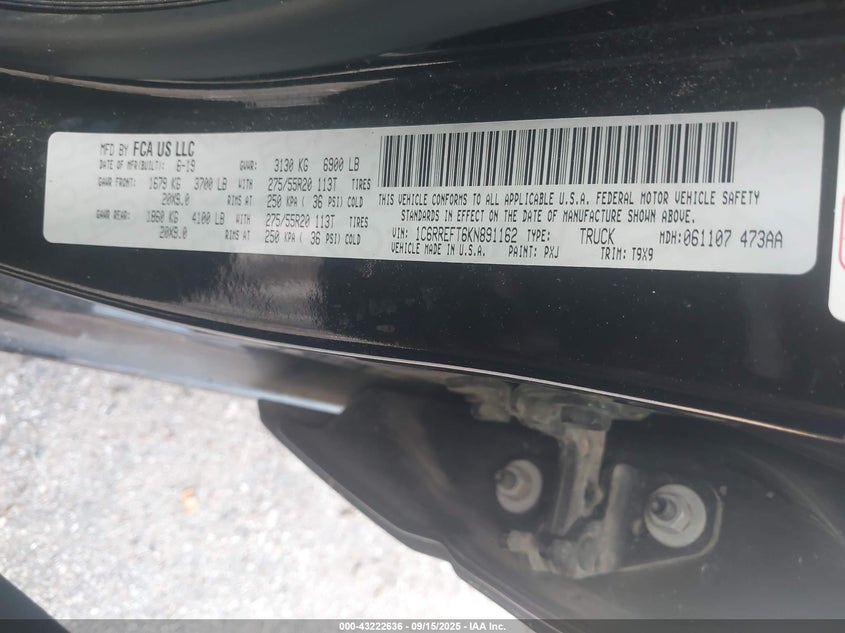 MFD BY FCA US LLC
DATE OF MFR(BUILT): 6-19 GVWR: 3130 KG 6900 LB
GAWR FRONT: 1679 KG 3700 LB WITH 275/55R20 113T TIRES
20X9.0 RIMS AT 250 KPA ( 36 PSI) COLD
GAWR REAR: 1860 KG 4100 LB WITH 275/55R20 113T TIRES
20X9.0 RIMS AT 250 KPA ( 36 PSI) COLD
THIS VEHICLE CONFORMS TO ALL APPLICABLE U.S.A. FEDERAL MOTOR VEHICLE SAFETY
STANDARDS IN EFFECT ON THE DATE OF MANUFACTURE SHOWN ABOVE.
VIN: 1C6RREFT6KN891162 TYPE: TRUCK MDH: 061107 473AA
VEHICLE MADE IN U.S.A. PAINT: PXJ TRIM: T9X9
000-43222636 - 09/15/2025 - IAA Inc.